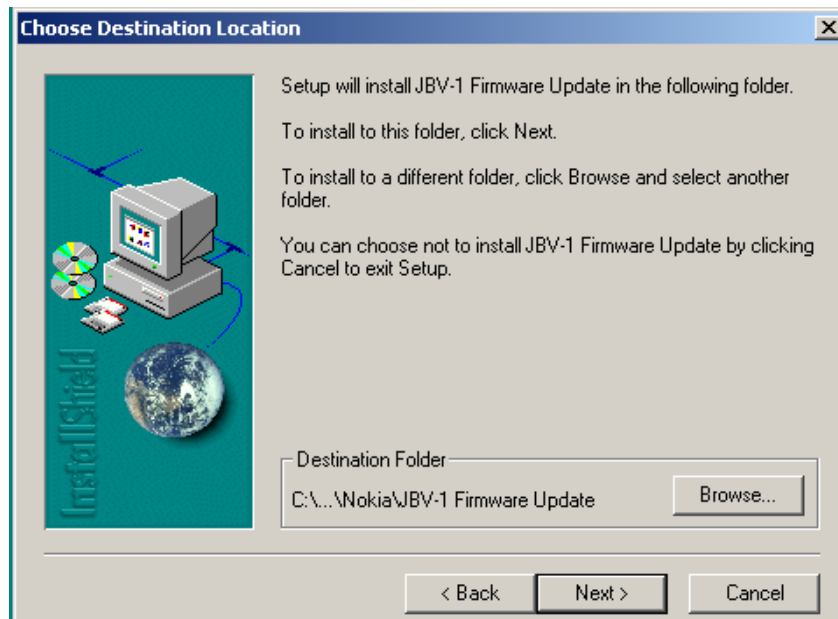 Choose Destination Location
Setup will install JBV-1 Firmware Update in the following folder.
To install to this folder, click Next.
To install to a different folder, click Browse and select another
folder.
You can choose not to install JBV-1 Firmware Update by clicking
Cancel to exit Setup.
InstallShield
Destination Folder
C:\...\Nokia\JBV-1 Firmware Update
Browse...
< Back
Next >
Cancel